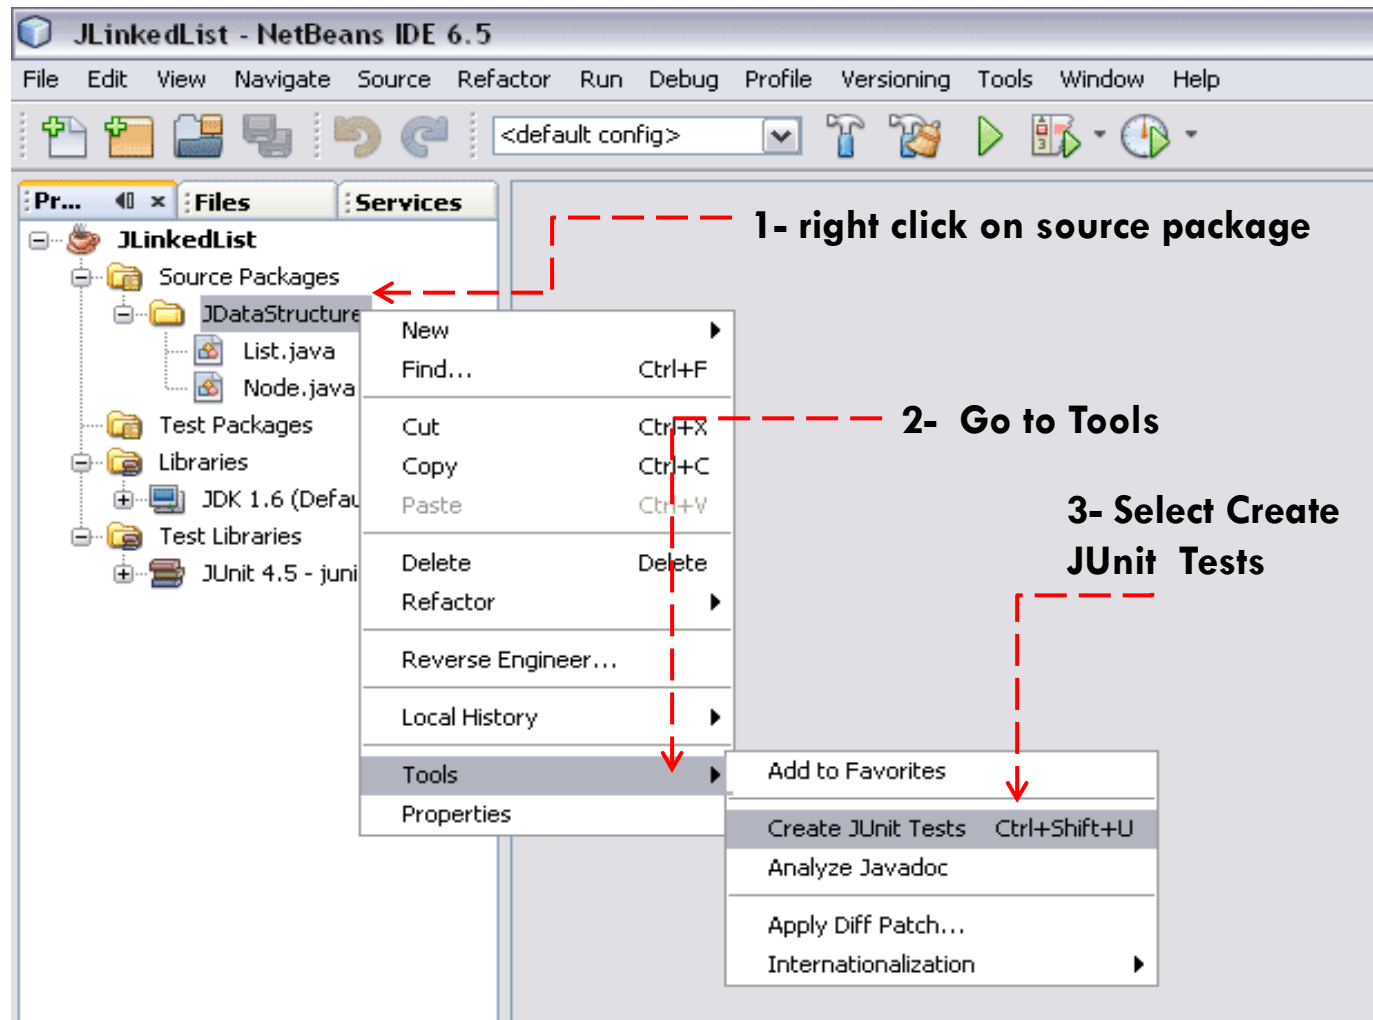 JLinkedList - NetBeans IDE 6.5
File Edit View Navigate Source Refactor Run Debug Profile Versioning Tools Window Help
<default config>
Pr... Files Services
JLinkedList
Source Packages
JDataStructure
List.java
Node.java
Test Packages
Libraries
JDK 1.6 (Defau
Test Libraries
JUnit 4.5 - juni
1- right click on source package
New
Find... Ctrl+F
Cut Ctrl+X
Copy Ctrl+C
Paste Ctrl+V
Delete Delete
Refactor
Reverse Engineer...
Local History
Tools
Properties
2- Go to Tools
3- Select Create
JUnit Tests
Add to Favorites
Create JUnit Tests Ctrl+Shift+U
Analyze Javadoc
Apply Diff Patch...
Internationalization